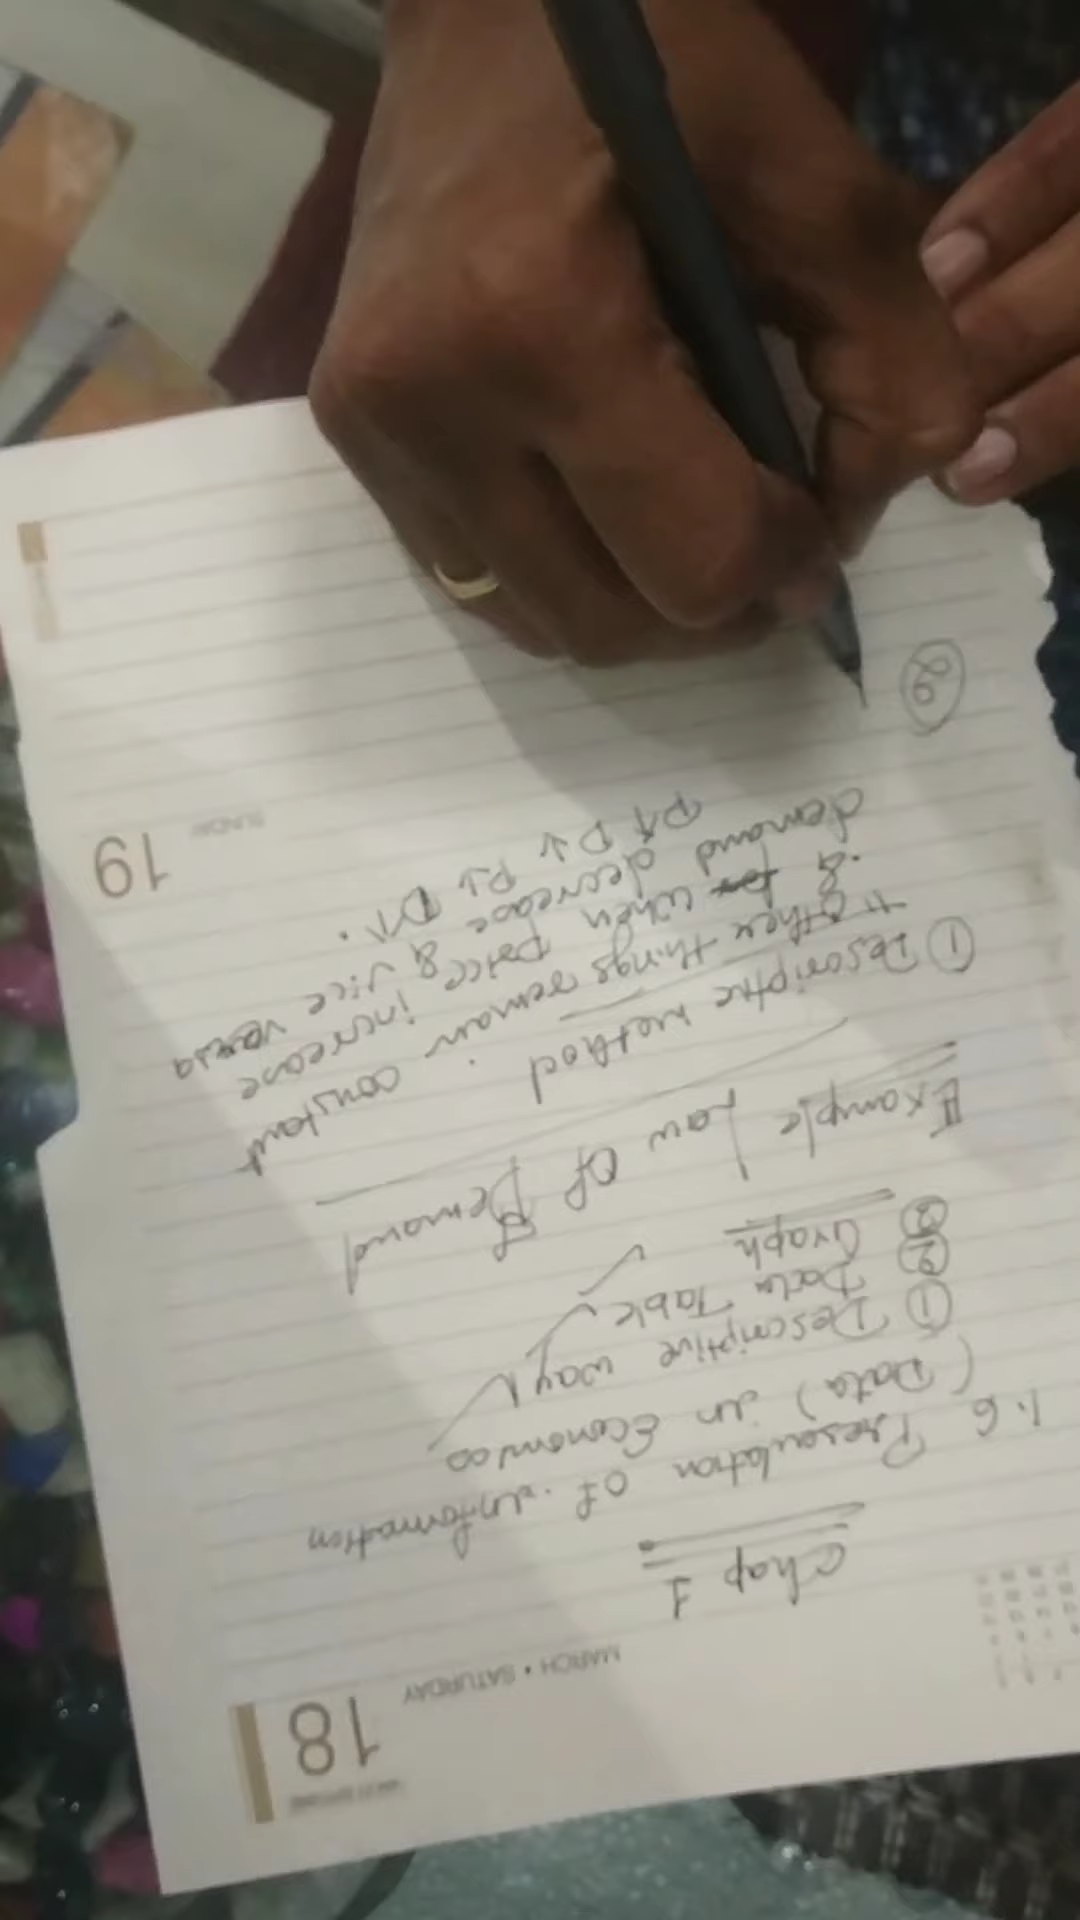 18
MARCH • SATURDAY
Chap 1
1.6 Presentation of Information
(Data) in Economics
① Descriptive way
② Data Table
③ Graph
Example Law Of Demand
① Descriptive method
If other things remain constant
& when price increase
demand decrease & vice versa
P↑ D↓ P↓ D↑.
19
SUNDAY
②